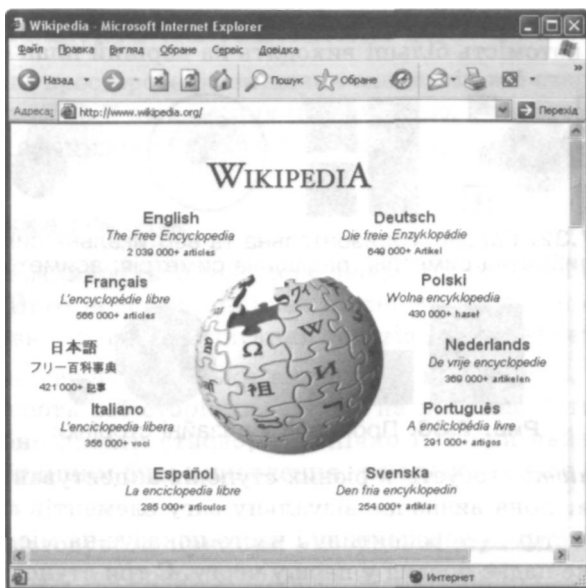 Wikipedia - Microsoft Internet Explorer
Файл Правка Вигляд Обране Сервіс Довідка
Назад Пошук Обране
Адреса: http://www.wikipedia.org/ Перехід
WIKIPEDIA
English
The Free Encyclopedia
2 039 000+ articles
Deutsch
Die freie Enzyklopädie
649 000+ Artikel
Français
L'encyclopédie libre
566 000+ articles
Polski
Wolna encyklopedia
430 000+ haseł
日本語
フリー百科事典
421 000+ 記事
Nederlands
De vrije encyclopedie
369 000+ artikelen
Italiano
L'enciclopedia libera
356 000+ voci
Português
A enciclopédia livre
291 000+ artigos
Español
La enciclopedia libre
285 000+ artículos
Svenska
Den fria encyklopedin
254 000+ artiklar
Интернет